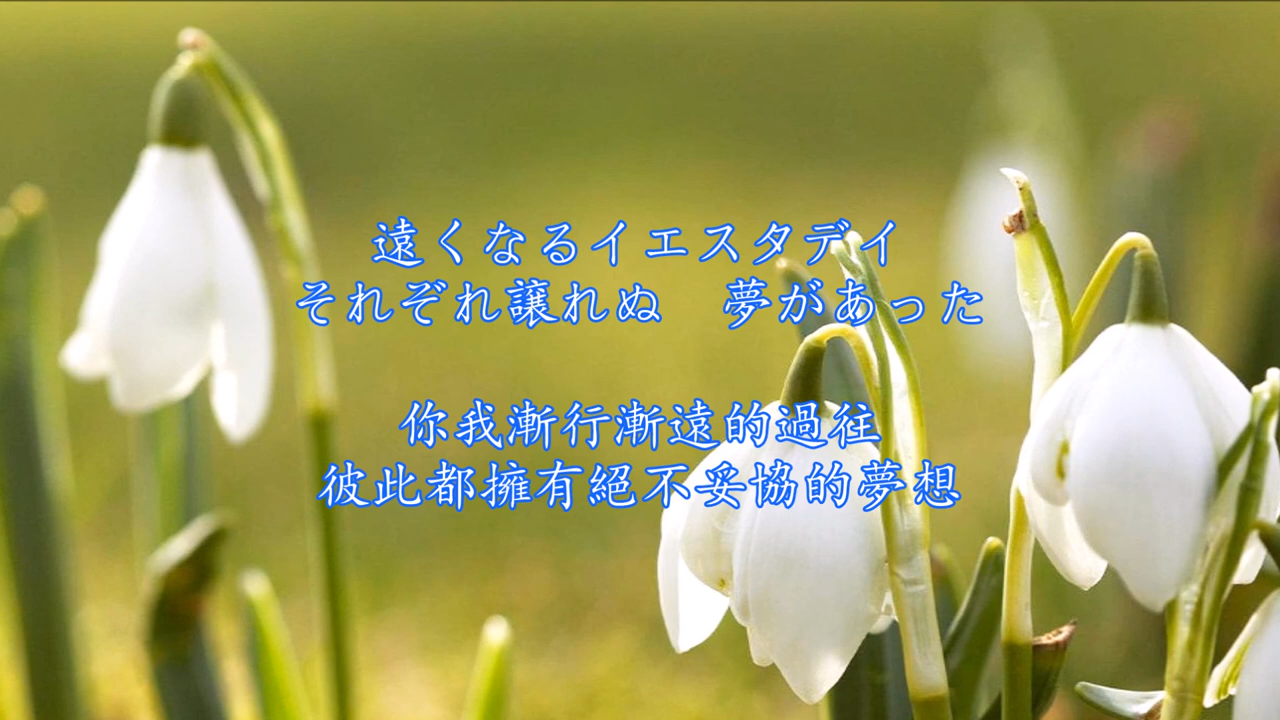 遠くなるイエスタデイ
それぞれ譲れぬ　夢があった
你我漸行漸遠的過往
彼此都擁有絕不妥協的夢想